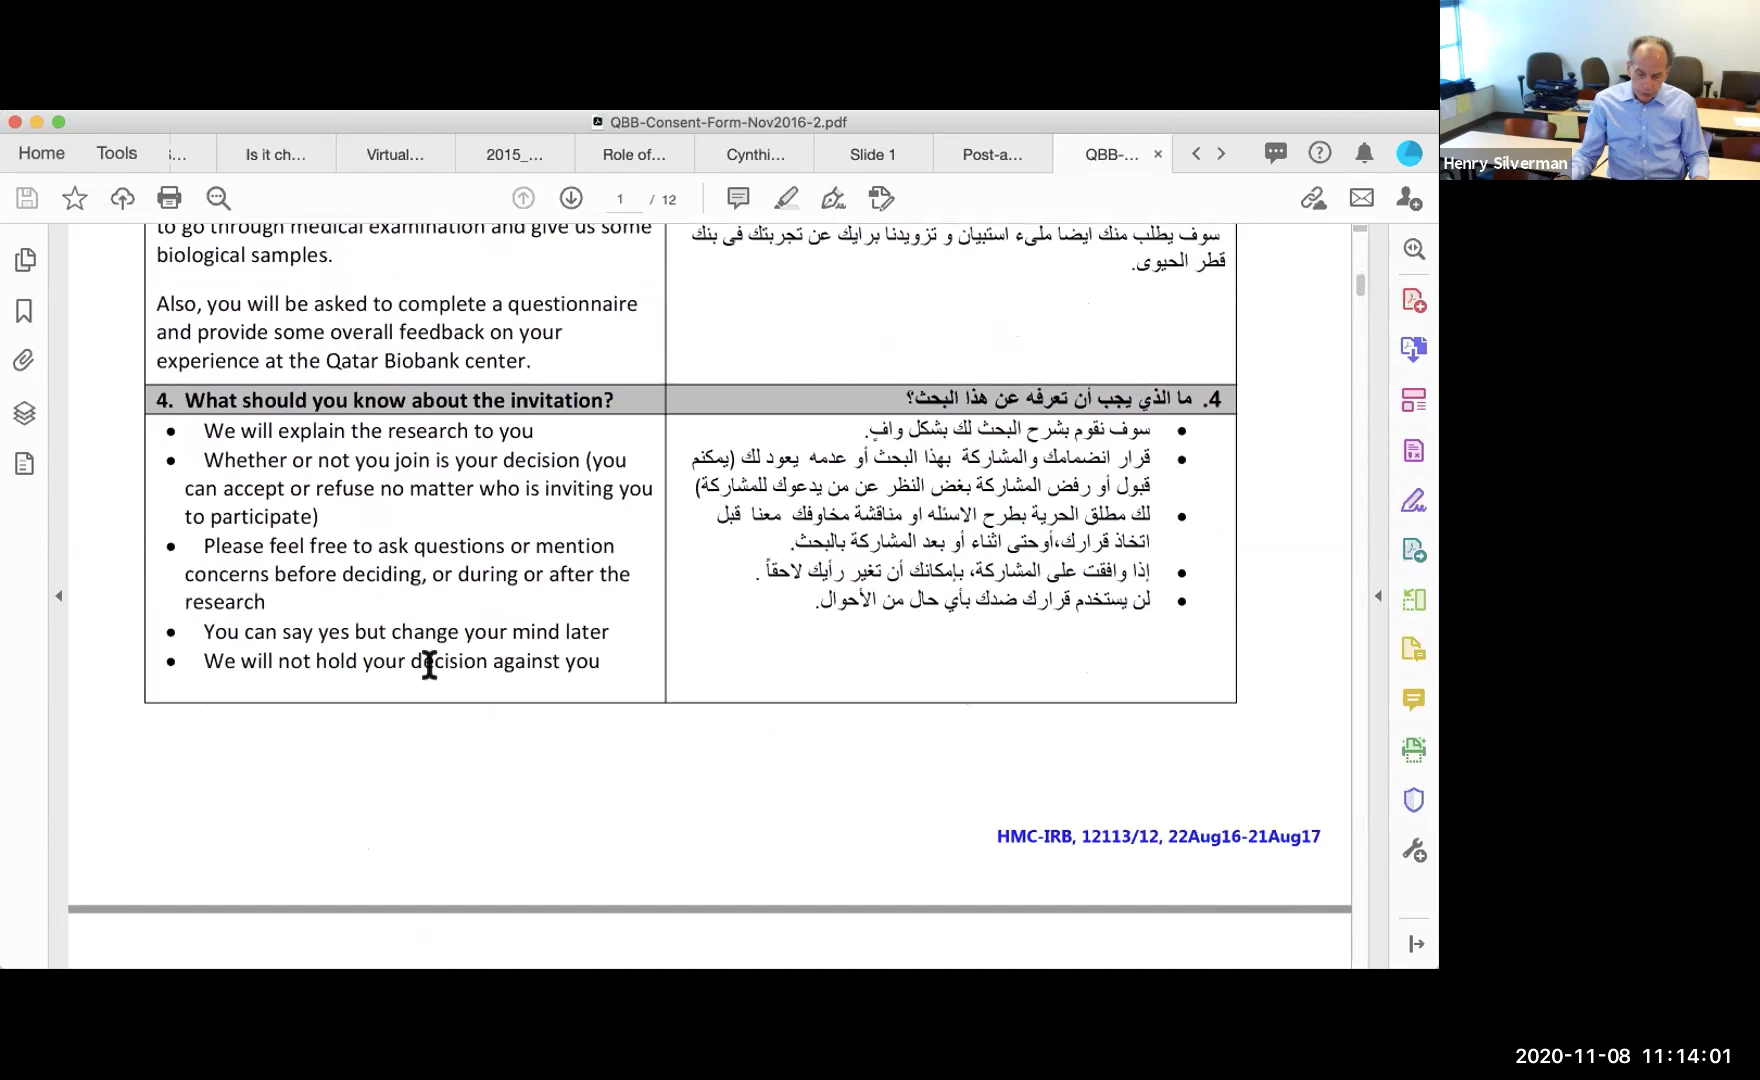 QBB-Consent-Form-Nov2016-2.pdf
Home Tools ... Is it ch... Virtual... 2015_... Role of... Cynthi... Slide 1 Post-a... QBB-... ×
1 / 12
Henry Silverman
to go through medical examination and give us some
biological samples.
Also, you will be asked to complete a questionnaire
and provide some overall feedback on your
experience at the Qatar Biobank center.
سوف يطلب منك ايضا ملىء استبيان و تزويدنا برايك عن تجربتك فى بنك
قطر الحيوى.
4. What should you know about the invitation?
4. ما الذي يجب أن تعرفه عن هذا البحث؟
• We will explain the research to you
• Whether or not you join is your decision (you
can accept or refuse no matter who is inviting you
to participate)
• Please feel free to ask questions or mention
concerns before deciding, or during or after the
research
• You can say yes but change your mind later
• We will not hold your decision against you
• سوف نقوم بشرح البحث لك بشكل وافٍ.
• قرار انضمامك والمشاركة بهذا البحث أو عدمه يعود لك (يمكنم
قبول أو رفض المشاركة بغض النظر عن من يدعوك للمشاركة)
• لك مطلق الحرية بطرح الاسئله او مناقشة مخاوفك معنا قبل
اتخاذ قرارك،أوحتى اثناء أو بعد المشاركة بالبحث.
• إذا وافقت على المشاركة، بإمكانك أن تغير رأيك لاحقاً .
• لن يستخدم قرارك ضدك بأي حال من الأحوال.
HMC-IRB, 12113/12, 22Aug16-21Aug17
2020-11-08 11:14:01